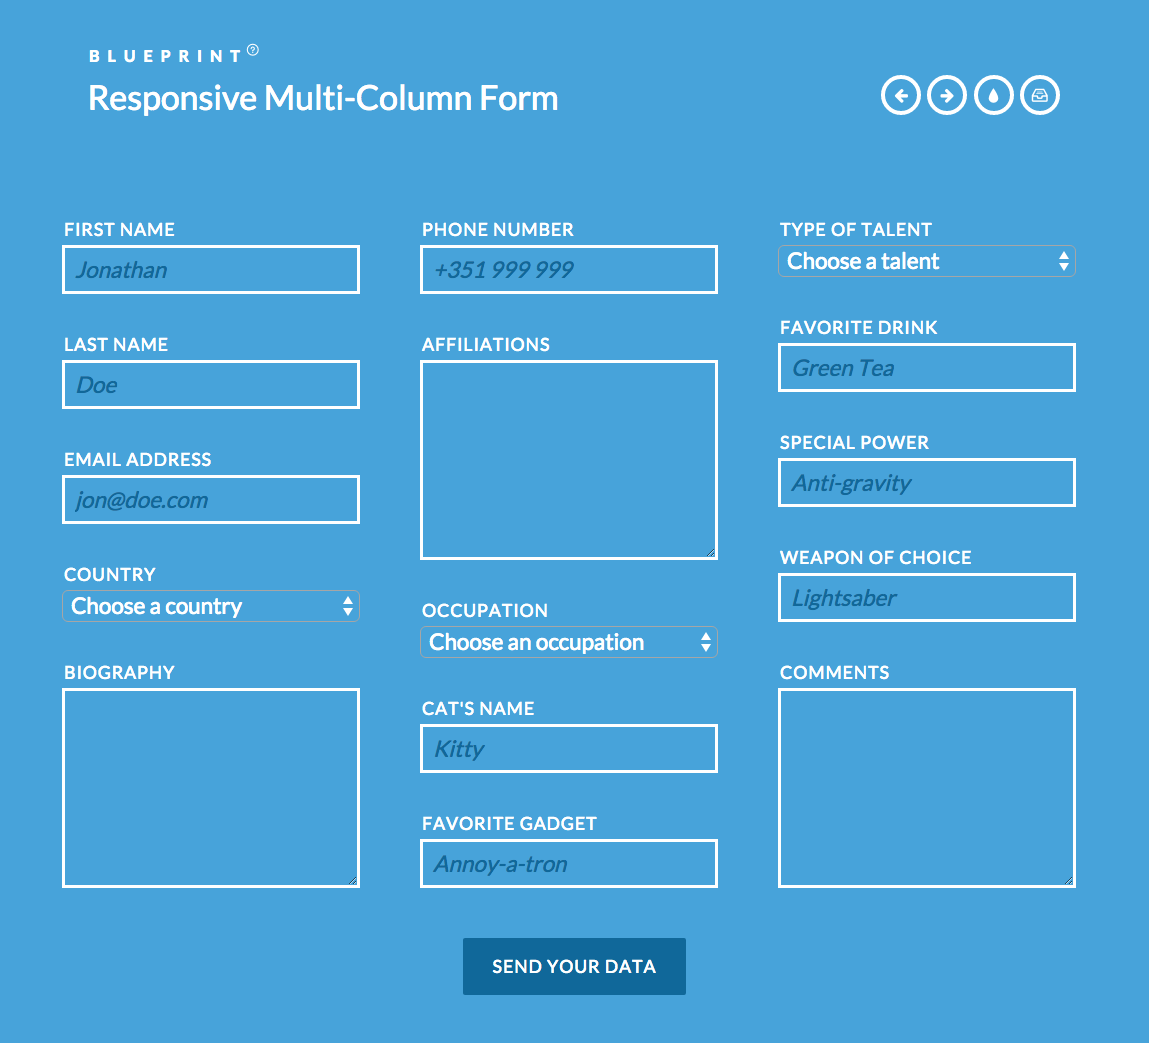 BLUEPRINT?
Responsive Multi-Column Form
FIRST NAME
Jonathan
LAST NAME
Doe
EMAIL ADDRESS
jon@doe.com
COUNTRY
Choose a country
BIOGRAPHY
PHONE NUMBER
+351 999 999
AFFILIATIONS
OCCUPATION
Choose an occupation
CAT'S NAME
Kitty
FAVORITE GADGET
Annoy-a-tron
TYPE OF TALENT
Choose a talent
FAVORITE DRINK
Green Tea
SPECIAL POWER
Anti-gravity
WEAPON OF CHOICE
Lightsaber
COMMENTS
SEND YOUR DATA